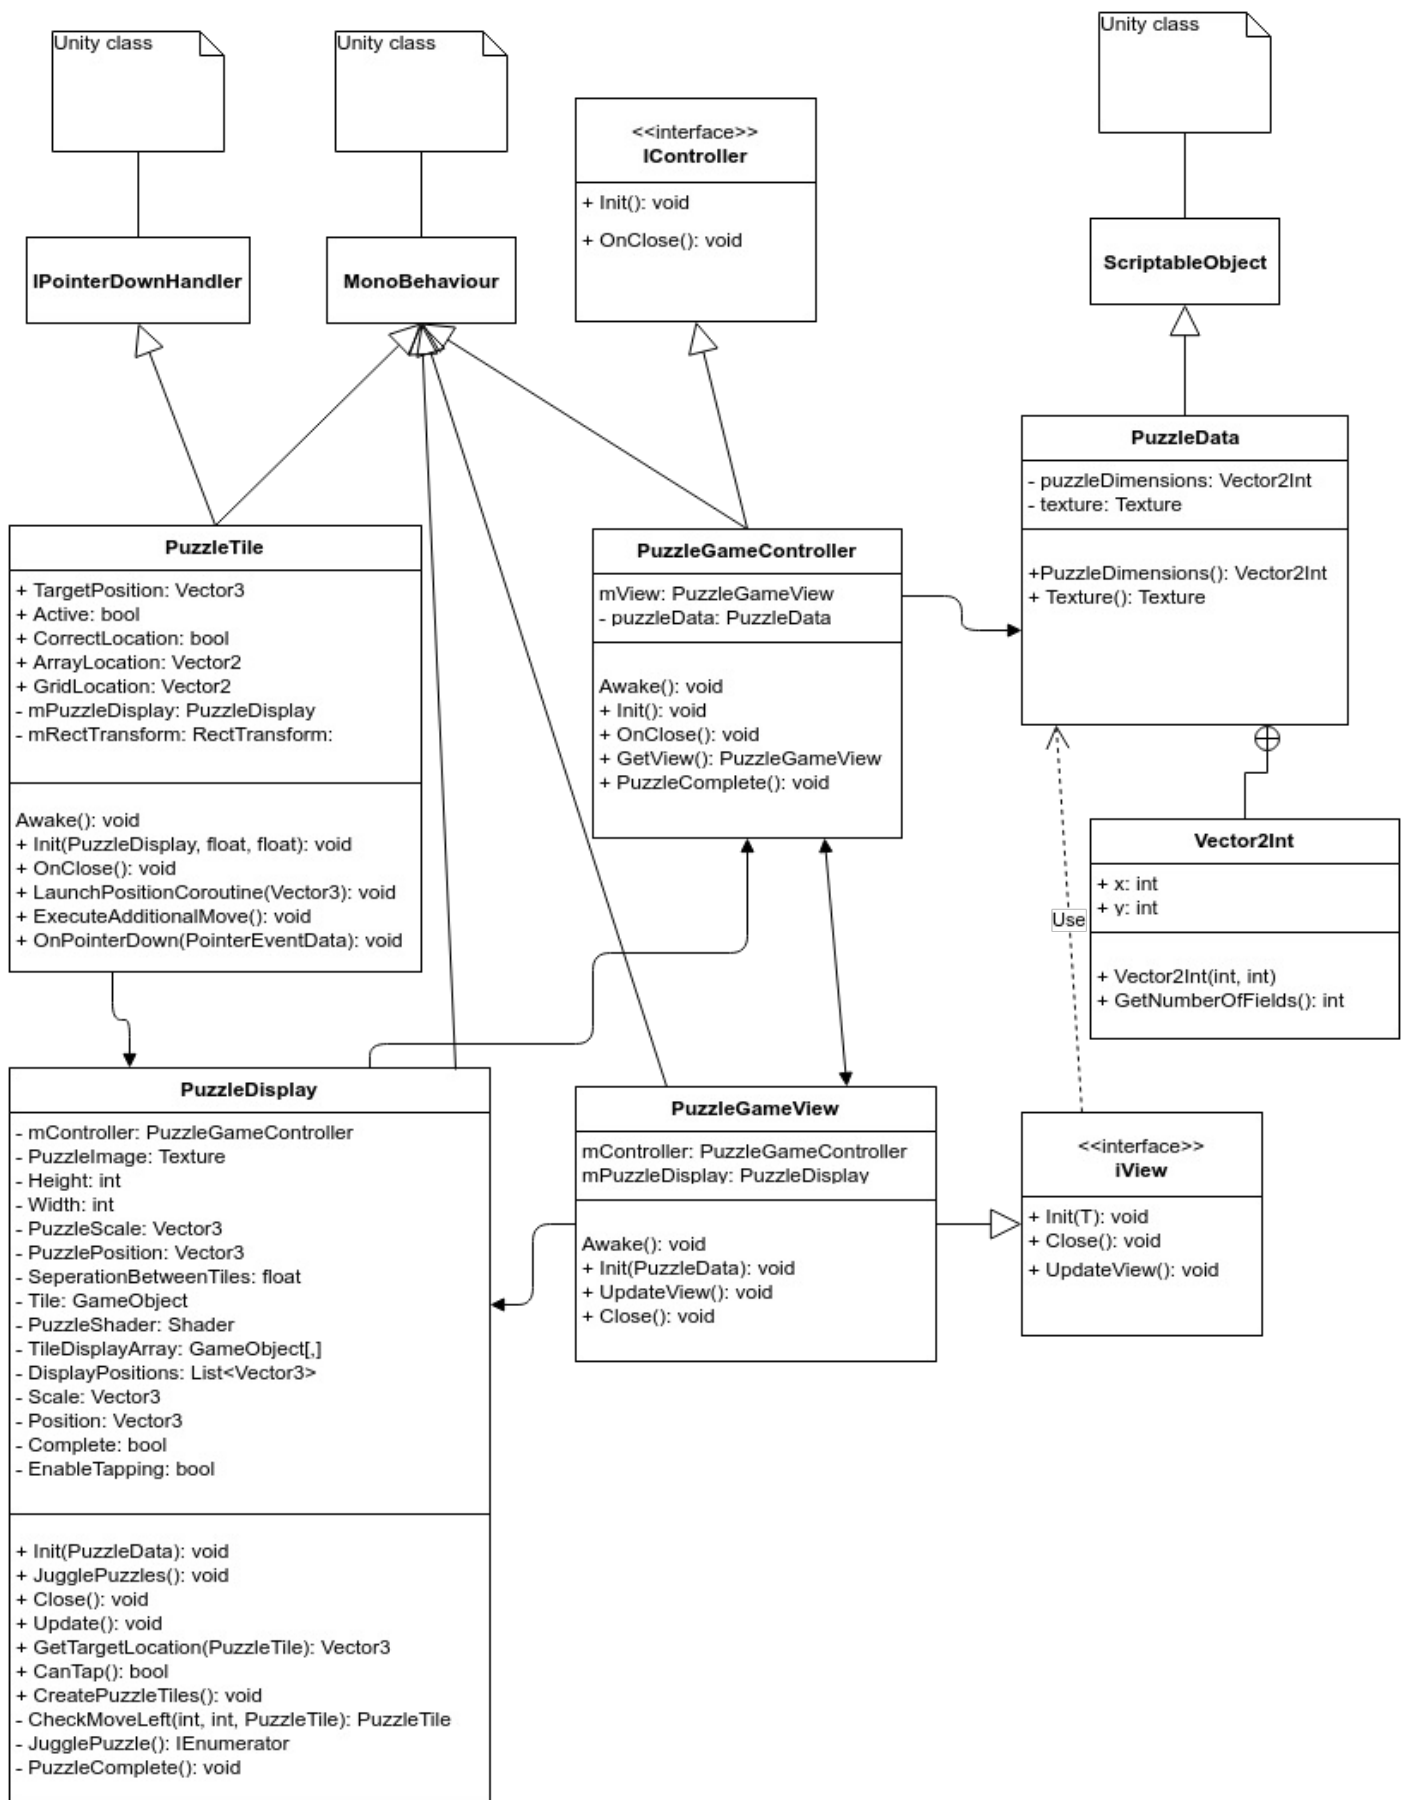 Unity class
Unity class
Unity class
<<interface>>
IController
+ Init(): void
+ OnClose(): void
IPointerDownHandler
MonoBehaviour
ScriptableObject
PuzzleData
- puzzleDimensions: Vector2Int
- texture: Texture
+PuzzleDimensions(): Vector2Int
+ Texture(): Texture
PuzzleTile
+ TargetPosition: Vector3
+ Active: bool
+ CorrectLocation: bool
+ ArrayLocation: Vector2
+ GridLocation: Vector2
- mPuzzleDisplay: PuzzleDisplay
- mRectTransform: RectTransform:
Awake(): void
+ Init(PuzzleDisplay, float, float): void
+ OnClose(): void
+ LaunchPositionCoroutine(Vector3): void
+ ExecuteAdditionalMove(): void
+ OnPointerDown(PointerEventData): void
PuzzleGameController
mView: PuzzleGameView
- puzzleData: PuzzleData
Awake(): void
+ Init(): void
+ OnClose(): void
+ GetView(): PuzzleGameView
+ PuzzleComplete(): void
Vector2Int
+ x: int
+ y: int
+ Vector2Int(int, int)
+ GetNumberOfFields(): int
Use
PuzzleDisplay
- mController: PuzzleGameController
- PuzzleImage: Texture
- Height: int
- Width: int
- PuzzleScale: Vector3
- PuzzlePosition: Vector3
- SeperationBetweenTiles: float
- Tile: GameObject
- PuzzleShader: Shader
- TileDisplayArray: GameObject[,]
- DisplayPositions: List<Vector3>
- Scale: Vector3
- Position: Vector3
- Complete: bool
- EnableTapping: bool
+ Init(PuzzleData): void
+ JugglePuzzles(): void
+ Close(): void
+ Update(): void
+ GetTargetLocation(PuzzleTile): Vector3
+ CanTap(): bool
+ CreatePuzzleTiles(): void
- CheckMoveLeft(int, int, PuzzleTile): PuzzleTile
- JugglePuzzle(): IEnumerator
- PuzzleComplete(): void
PuzzleGameView
mController: PuzzleGameController
mPuzzleDisplay: PuzzleDisplay
Awake(): void
+ Init(PuzzleData): void
+ UpdateView(): void
+ Close(): void
<<interface>>
iView
+ Init(T): void
+ Close(): void
+ UpdateView(): void